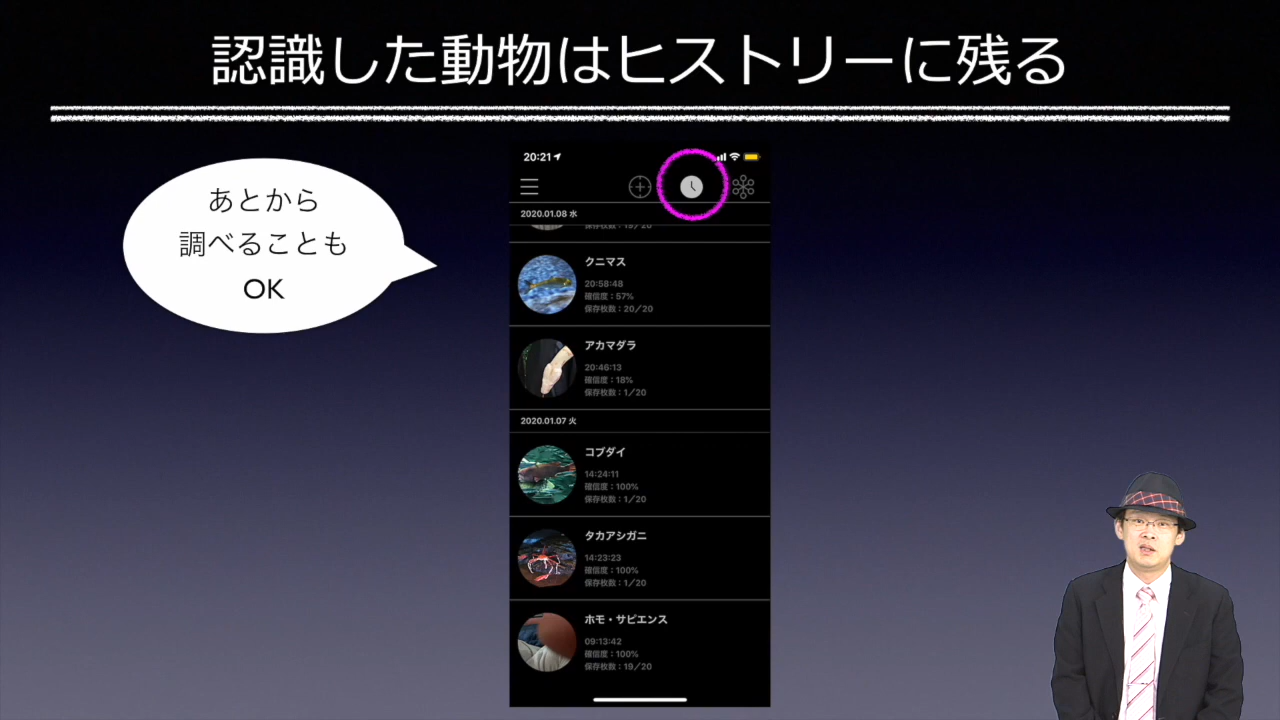 認識した動物はヒストリーに残る
あとから
調べることも
OK
20:21
2020.01.08 水
保存枚数：19／20
クニマス
20:58:48
確信度：57%
保存枚数：20／20
アカマダラ
20:46:13
確信度：18%
保存枚数：1／20
2020.01.07 火
コブダイ
14:24:11
確信度：100%
保存枚数：1／20
タカアシガニ
14:23:23
確信度：100%
保存枚数：1／20
ホモ・サピエンス
09:13:42
確信度：100%
保存枚数：19／20